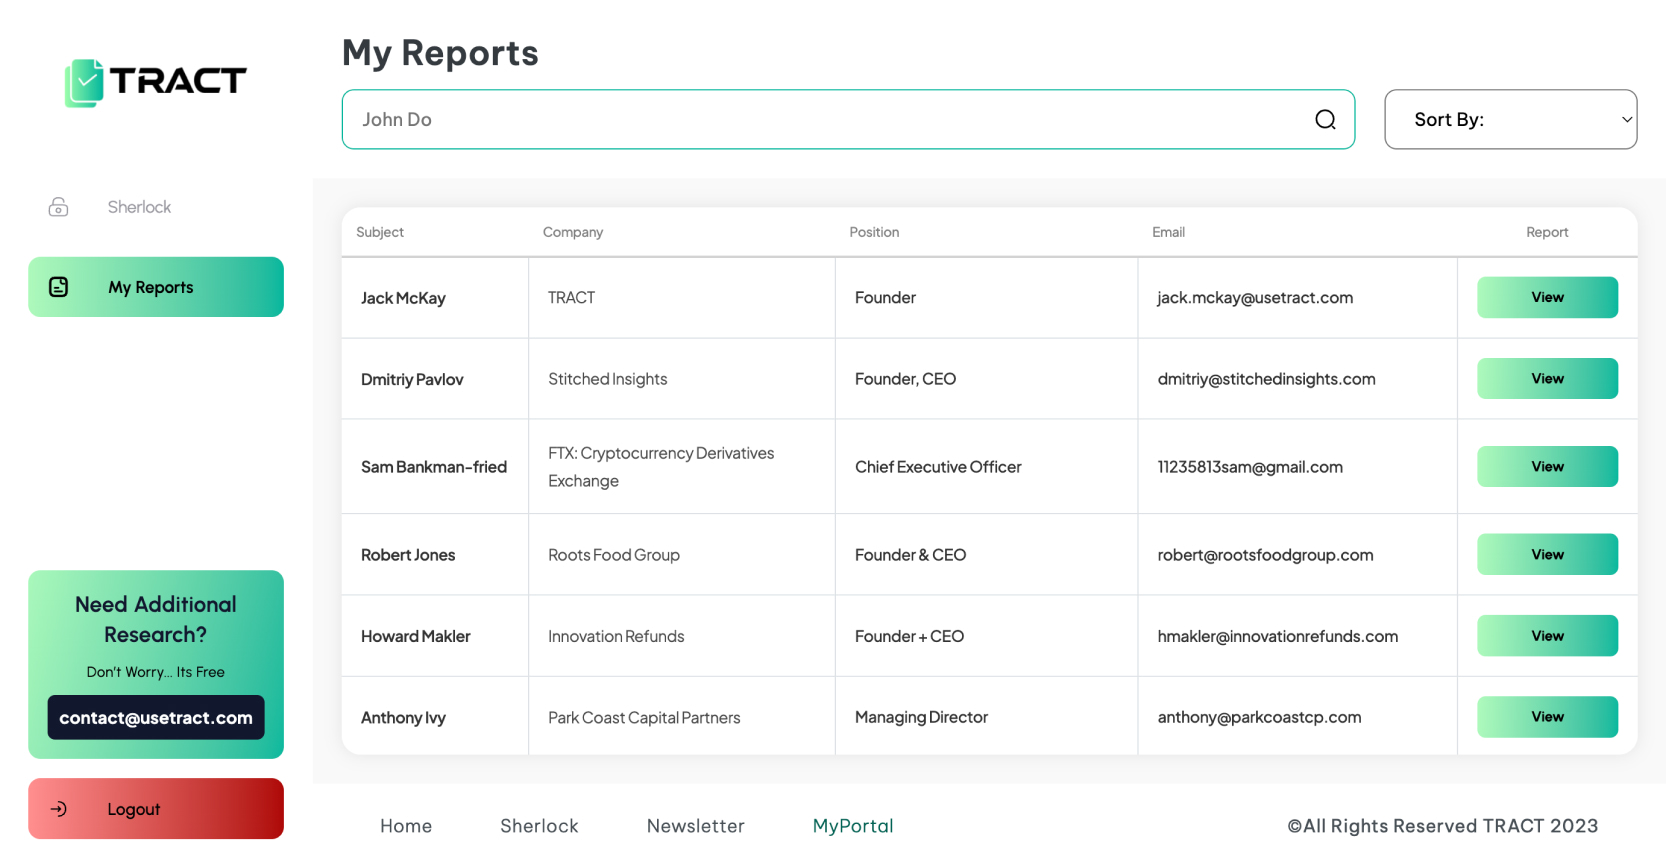 TRACT
Sherlock
My Reports
Need Additional
Research?
Don't Worry... Its Free
contact@usetract.com
Logout
My Reports
John Do
Sort By:
Subject Company Position Email Report
Jack McKay TRACT Founder jack.mckay@usetract.com View
Dmitriy Pavlov Stitched Insights Founder, CEO dmitriy@stitchedinsights.com View
Sam Bankman-fried FTX: Cryptocurrency Derivatives Exchange Chief Executive Officer 11235813sam@gmail.com View
Robert Jones Roots Food Group Founder & CEO robert@rootsfoodgroup.com View
Howard Makler Innovation Refunds Founder + CEO hmakler@innovationrefunds.com View
Anthony Ivy Park Coast Capital Partners Managing Director anthony@parkcoastcp.com View
Home Sherlock Newsletter MyPortal ©All Rights Reserved TRACT 2023